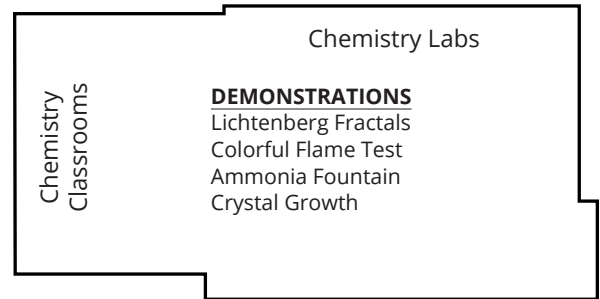 Chemistry Labs
Chemistry
Classrooms
DEMONSTRATIONS
Lichtenberg Fractals
Colorful Flame Test
Ammonia Fountain
Crystal Growth